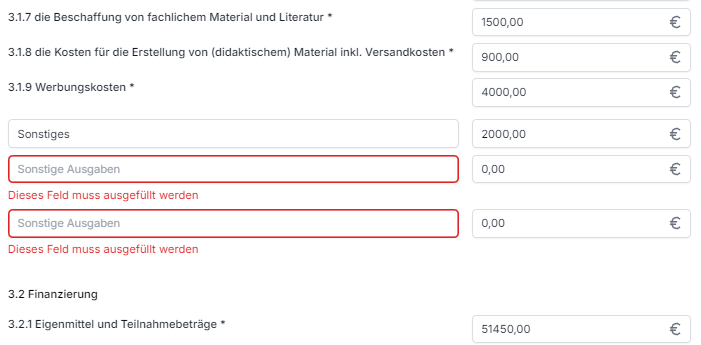 3.1.7 die Beschaffung von fachlichem Material und Literatur * 1500,00 €
3.1.8 die Kosten für die Erstellung von (didaktischem) Material inkl. Versandkosten * 900,00 €
3.1.9 Werbungskosten * 4000,00 €
Sonstiges 2000,00 €
Sonstige Ausgaben 0,00 €
Dieses Feld muss ausgefüllt werden
Sonstige Ausgaben 0,00 €
Dieses Feld muss ausgefüllt werden
3.2 Finanzierung
3.2.1 Eigenmittel und Teilnahmebeträge * 51450,00 €